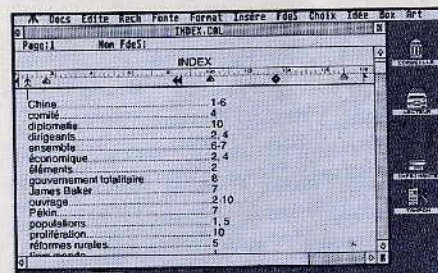 Docs Edite Rech Fonte Format Insère FdeS Choix Idée Box Art
INDEX.CAL
Page:1 Nom FdeS:
INDEX
Chine 1-6
comité 4
diplomatie 10
dirigeants 2, 4
ensemble 6-7
économique 2, 4
éléments 2
gouvernement totalitaire 8
James Baker 7
ouvrage 2-10
Pékin 7
populations 1, 5
prolifération 10
réformes rurales 5